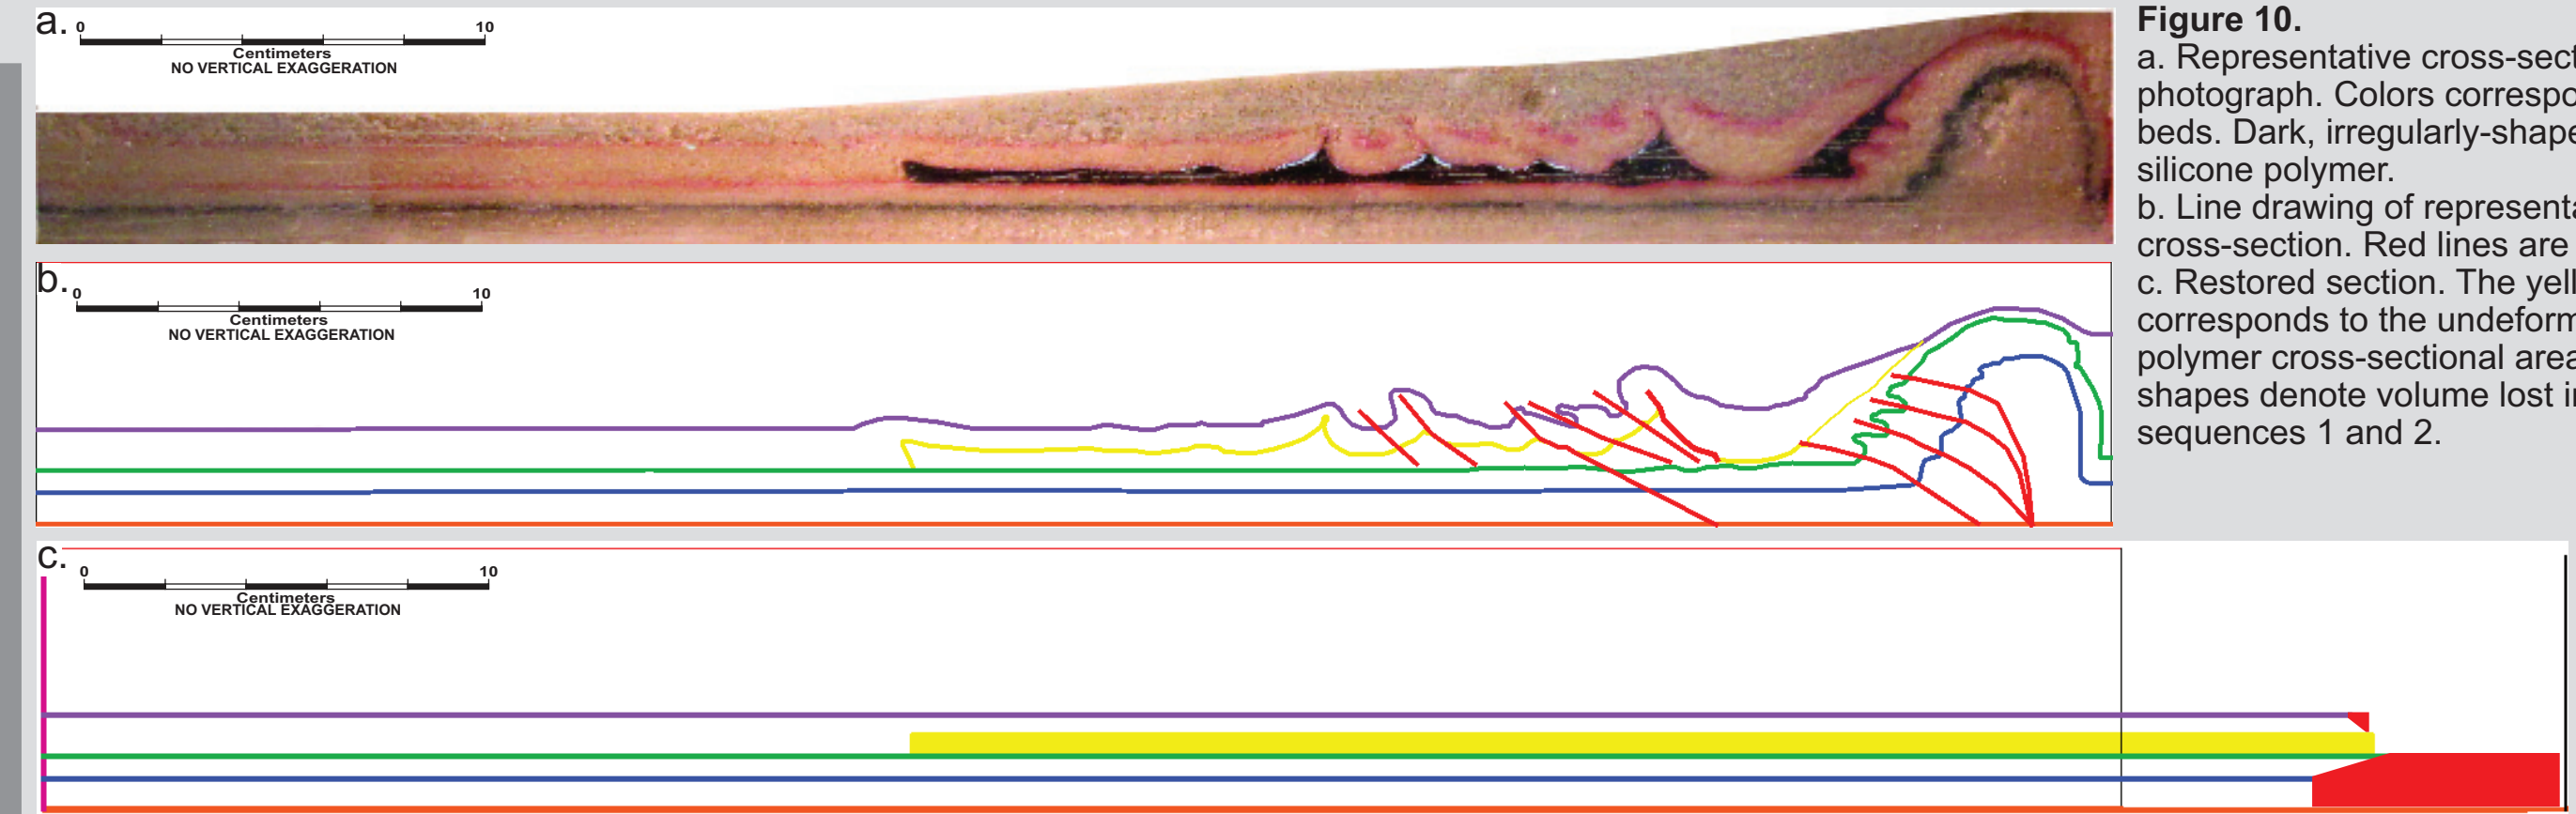 a.
0 10
Centimeters
NO VERTICAL EXAGGERATION
b.
0 10
Centimeters
NO VERTICAL EXAGGERATION
c.
0 10
Centimeters
NO VERTICAL EXAGGERATION
Figure 10.
a. Representative cross-sect
photograph. Colors correspo
beds. Dark, irregularly-shape
silicone polymer.
b. Line drawing of representa
cross-section. Red lines are
c. Restored section. The yell
corresponds to the undeform
polymer cross-sectional area
shapes denote volume lost i
sequences 1 and 2.